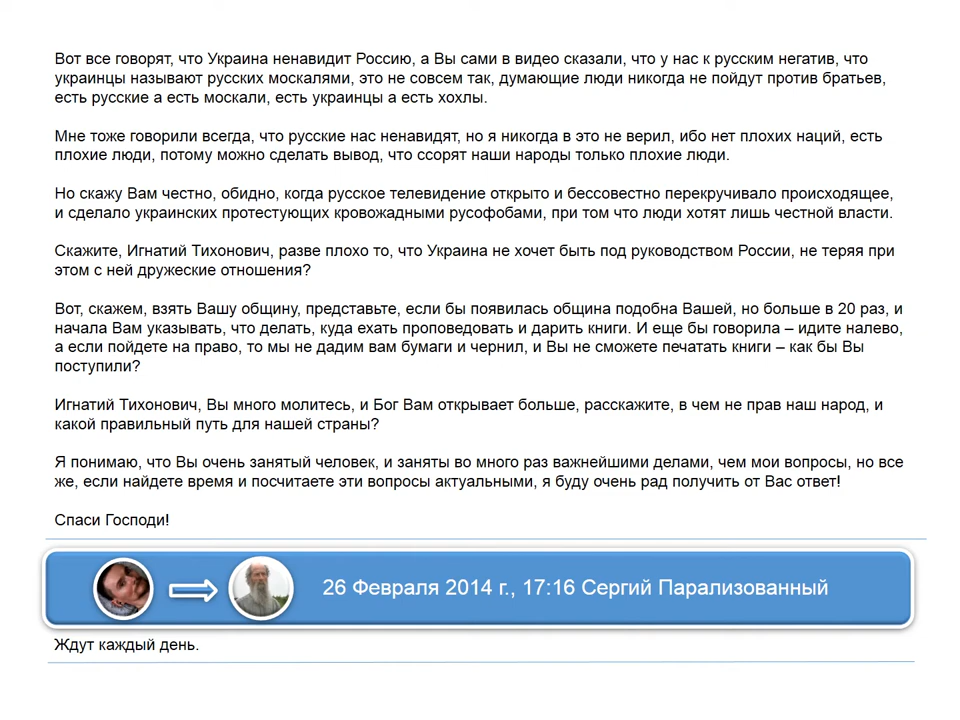 Вот все говорят, что Украина ненавидит Россию, а Вы сами в видео сказали, что у нас к русским негатив, что
украинцы называют русских москалями, это не совсем так, думающие люди никогда не пойдут против братьев,
есть русские а есть москали, есть украинцы а есть хохлы.
Мне тоже говорили всегда, что русские нас ненавидят, но я никогда в это не верил, ибо нет плохих наций, есть
плохие люди, потому можно сделать вывод, что ссорят наши народы только плохие люди.
Но скажу Вам честно, обидно, когда русское телевидение открыто и бессовестно перекручивало происходящее,
и сделало украинских протестующих кровожадными русофобами, при том что люди хотят лишь честной власти.
Скажите, Игнатий Тихонович, разве плохо то, что Украина не хочет быть под руководством России, не теряя при
этом с ней дружеские отношения?
Вот, скажем, взять Вашу общину, представьте, если бы появилась община подобна Вашей, но больше в 20 раз, и
начала Вам указывать, что делать, куда ехать проповедовать и дарить книги. И еще бы говорила – идите налево,
а если пойдете на право, то мы не дадим вам бумаги и чернил, и Вы не сможете печатать книги – как бы Вы
поступили?
Игнатий Тихонович, Вы много молитесь, и Бог Вам открывает больше, расскажите, в чем не прав наш народ, и
какой правильный путь для нашей страны?
Я понимаю, что Вы очень занятый человек, и заняты во много раз важнейшими делами, чем мои вопросы, но все
же, если найдете время и посчитаете эти вопросы актуальными, я буду очень рад получить от Вас ответ!
Спаси Господи!
26 Февраля 2014 г., 17:16 Сергий Парализованный
Ждут каждый день.